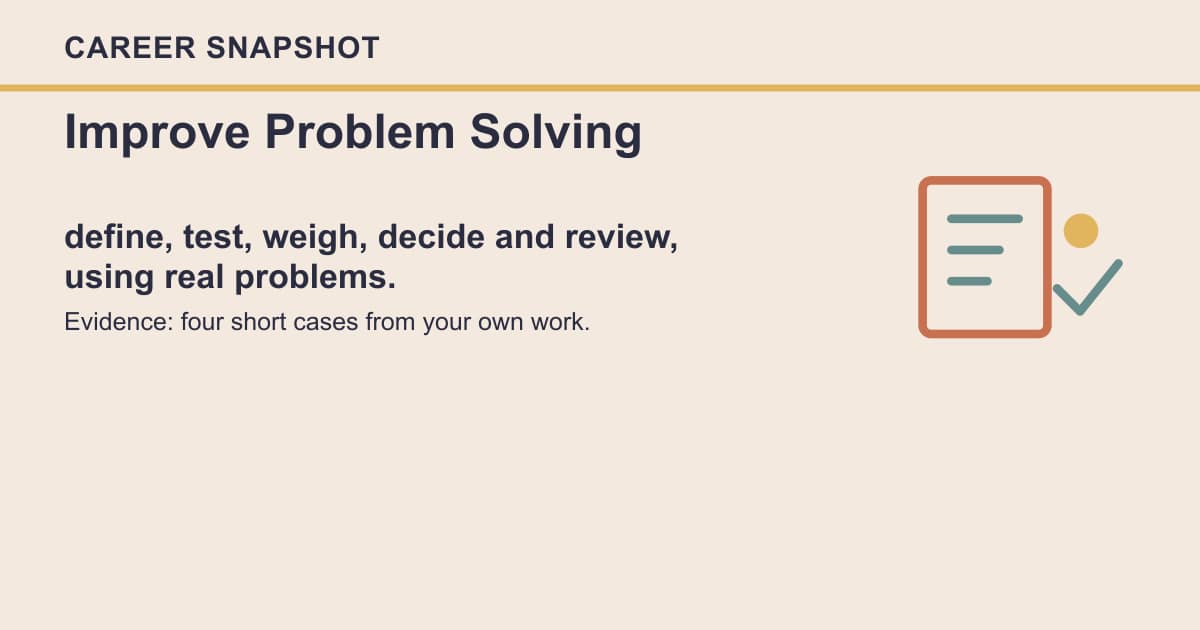 CAREER SNAPSHOT
Improve Problem Solving
define, test, weigh, decide and review,
using real problems.
Evidence: four short cases from your own work.